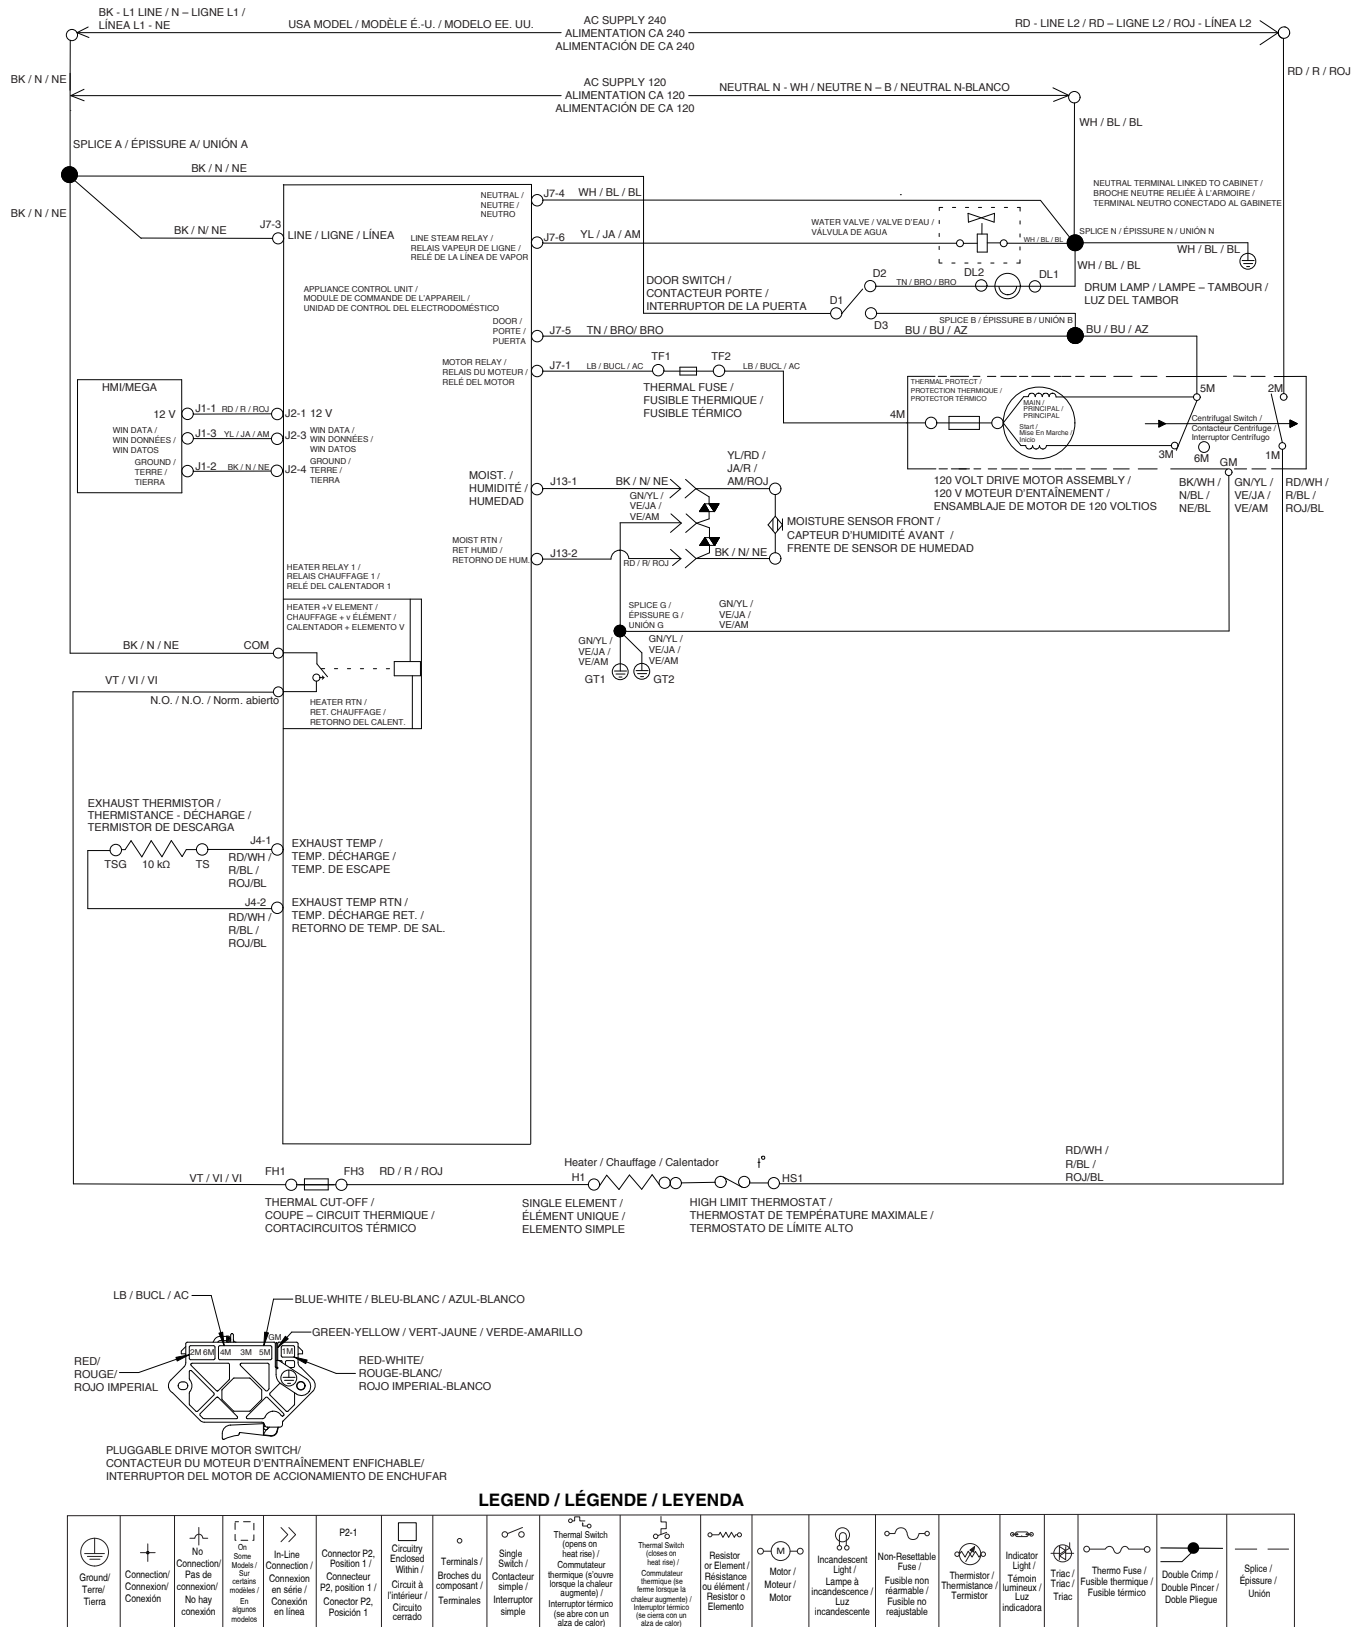 BK - L1 LINE / N – LIGNE L1 /
LÍNEA L1 - NE
USA MODEL / MODÈLE É.-U. / MODELO EE. UU.
AC SUPPLY 240
ALIMENTATION CA 240
ALIMENTACIÓN DE CA 240
RD - LINE L2 / RD – LIGNE L2 / ROJ - LÍNEA L2
BK / N / NE
RD / R / ROJ
AC SUPPLY 120
ALIMENTATION CA 120
ALIMENTACIÓN DE CA 120
NEUTRAL N - WH / NEUTRE N – B / NEUTRAL N-BLANCO
WH / BL / BL
SPLICE A / ÉPISSURE A/ UNIÓN A
BK / N / NE
BK / N / NE
BK / N/ NE
J7-3
LINE / LIGNE / LÍNEA
NEUTRAL /
NEUTRE /
NEUTRO
J7-4
WH / BL / BL
LINE STEAM RELAY /
RELAIS VAPEUR DE LIGNE /
RELÉ DE LA LÍNEA DE VAPOR
J7-6
YL / JA / AM
WATER VALVE / VALVE D'EAU /
VÁLVULA DE AGUA
WH / BL / BL
NEUTRAL TERMINAL LINKED TO CABINET /
BROCHE NEUTRE RELIÉE À L'ARMOIRE /
TERMINAL NEUTRO CONECTADO AL GABINETE
SPLICE N / ÉPISSURE N / UNIÓN N
WH / BL / BL
WH / BL / BL
APPLIANCE CONTROL UNIT /
MODULE DE COMMANDE DE L'APPAREIL /
UNIDAD DE CONTROL DEL ELECTRODOMÉSTICO
DOOR SWITCH /
CONTACTEUR PORTE /
INTERRUPTOR DE LA PUERTA
D1
D2
TN / BRO / BRO
DL2
DL1
DRUM LAMP / LAMPE – TAMBOUR /
LUZ DEL TAMBOR
D3
DOOR /
PORTE /
PUERTA
J7-5
TN / BRO/ BRO
SPLICE B / ÉPISSURE B / UNIÓN B
BU / BU / AZ
BU / BU / AZ
MOTOR RELAY /
RELAIS DU MOTEUR /
RELÉ DEL MOTOR
J7-1
LB / BUCL / AC
TF1
TF2
LB / BUCL / AC
THERMAL FUSE /
FUSIBLE THERMIQUE /
FUSIBLE TÉRMICO
HMI/MEGA
12 V
J1-1
RD / R / ROJ
J2-1 12 V
WIN DATA /
WIN DONNÉES /
WIN DATOS
J1-3
YL / JA / AM
J2-3
WIN DATA /
WIN DONNÉES /
WIN DATOS
GROUND /
TERRE /
TIERRA
J1-2
BK / N / NE
J2-4
GROUND /
TERRE /
TIERRA
THERMAL PROTECT /
PROTECTION THERMIQUE /
PROTECTOR TÉRMICO
4M
MAIN /
PRINCIPAL /
PRINCIPAL
Start /
Mise En Marche /
Inicio
5M
2M
Centrifugal Switch /
Contacteur Centrifuge /
Interruptor Centrífugo
3M
6M
1M
GM
120 VOLT DRIVE MOTOR ASSEMBLY /
120 V MOTEUR D'ENTAÎNEMENT /
ENSAMBLAJE DE MOTOR DE 120 VOLTIOS
BK/WH /
N/BL /
NE/BL
GN/YL /
VE/JA /
VE/AM
RD/WH /
R/BL /
ROJ/BL
MOIST. /
HUMIDITÉ /
HUMEDAD
J13-1
BK / N/ NE
YL/RD /
JA/R /
AM/ROJ
GN/YL /
VE/JA /
VE/AM
MOISTURE SENSOR FRONT /
CAPTEUR D'HUMIDITÉ AVANT /
FRENTE DE SENSOR DE HUMEDAD
MOIST RTN /
RET HUMID /
RETORNO DE HUM.
J13-2
RD / R/ ROJ
BK / N/ NE
HEATER RELAY 1 /
RELAIS CHAUFFAGE 1 /
RELÉ DEL CALENTADOR 1
HEATER +V ELEMENT /
CHAUFFAGE + v ÉLÉMENT /
CALENTADOR + ELEMENTO V
SPLICE G /
ÉPISSURE G /
UNIÓN G
GN/YL /
VE/JA /
VE/AM
GN/YL /
VE/JA /
VE/AM
GN/YL /
VE/JA /
VE/AM
GT1
GT2
BK / N / NE
COM
VT / VI / VI
N.O. / N.O. / Norm. abierto
HEATER RTN /
RET. CHAUFFAGE /
RETORNO DEL CALENT.
EXHAUST THERMISTOR /
THERMISTANCE - DÉCHARGE /
TERMISTOR DE DESCARGA
TSG
10 kΩ
TS
J4-1
RD/WH /
R/BL /
ROJ/BL
EXHAUST TEMP /
TEMP. DÉCHARGE /
TEMP. DE ESCAPE
J4-2
RD/WH /
R/BL /
ROJ/BL
EXHAUST TEMP RTN /
TEMP. DÉCHARGE RET. /
RETORNO DE TEMP. DE SAL.
VT / VI / VI
FH1
FH3
RD / R / ROJ
THERMAL CUT-OFF /
COUPE – CIRCUIT THERMIQUE /
CORTACIRCUITOS TÉRMICO
Heater / Chauffage / Calentador
H1
SINGLE ELEMENT /
ÉLÉMENT UNIQUE /
ELEMENTO SIMPLE
t°
HS1
HIGH LIMIT THERMOSTAT /
THERMOSTAT DE TEMPÉRATURE MAXIMALE /
TERMOSTATO DE LÍMITE ALTO
RD/WH /
R/BL /
ROJ/BL
LB / BUCL / AC
BLUE-WHITE / BLEU-BLANC / AZUL-BLANCO
GREEN-YELLOW / VERT-JAUNE / VERDE-AMARILLO
GM
2M 6M 4M 3M 5M 1M
RED/
ROUGE/
ROJO IMPERIAL
RED-WHITE/
ROUGE-BLANC/
ROJO IMPERIAL-BLANCO
PLUGGABLE DRIVE MOTOR SWITCH/
CONTACTEUR DU MOTEUR D'ENTRAÎNEMENT ENFICHABLE/
INTERRUPTOR DEL MOTOR DE ACCIONAMIENTO DE ENCHUFAR
LEGEND / LÉGENDE / LEYENDA
Ground/
Terre/
Tierra
Connection/
Connexion/
Conexión
No
Connection/
Pas de
connexion/
No hay
conexión
On
Some
Models /
Sur
certains
modèles /
En
algunos
modelos
In-Line
Connection /
Connexion
en série /
Conexión
en línea
P2-1
Connector P2,
Position 1 /
Connecteur
P2, position 1 /
Conector P2,
Posición 1
Circuitry
Enclosed
Within /
Circuit à
l'intérieur /
Circuito
cerrado
Terminals /
Broches du
composant /
Terminales
Single
Switch /
Contacteur
simple /
Interruptor
simple
Thermal Switch
(opens on
heat rise) /
Commutateur
thermique (s'ouvre
lorsque la chaleur
augmente) /
Interruptor térmico
(se abre con un
alza de calor)
Thermal Switch
(closes on
heat rise) /
Commutateur
thermique (se
ferme lorsque la
chaleur augmente) /
Interruptor térmico
(se cierra con un
alza de calor)
Resistor
or Element /
Résistance
ou élément /
Resistor o
Elemento
M
Motor /
Moteur /
Motor
Incandescent
Light /
Lampe à
incandescence /
Luz
incandescente
Non-Resettable
Fuse /
Fusible non
réarmable /
Fusible no
reajustable
Thermistor /
Thermistance /
Termistor
Indicator
Light /
Témoin
lumineux /
Luz
indicadora
Triac /
Triac /
Triac
Thermo Fuse /
Fusible thermique /
Fusible térmico
Double Crimp /
Double Pincer /
Doble Pliegue
Splice /
Épissure /
Unión